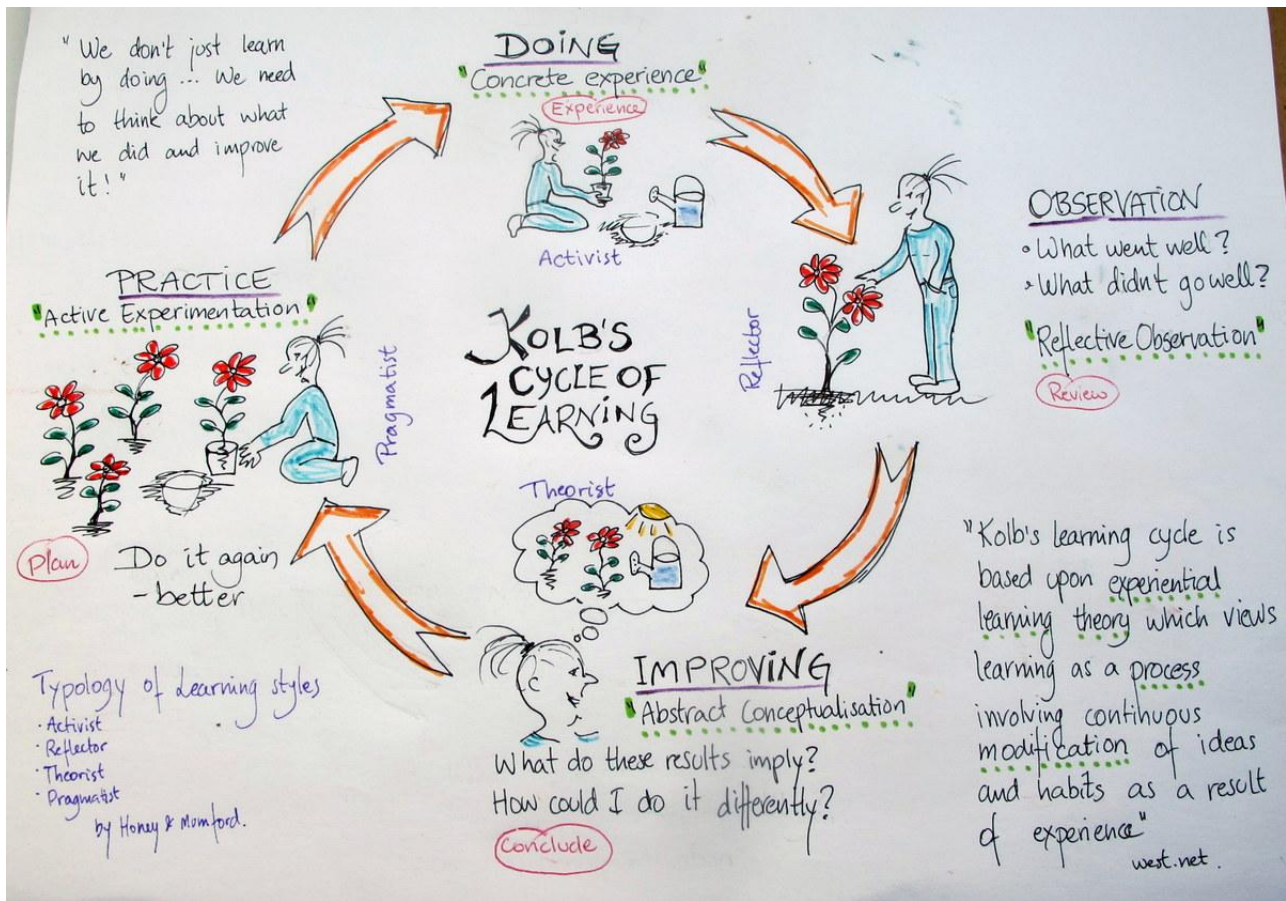 "We don't just learn
by doing ... We need
to think about what
we did and improve
it!"
DOING
"Concrete experience"
Experience
Activist
OBSERVATION
• What went well?
• What didn't go well?
"Reflective Observation"
Review
Reflector
PRACTICE
"Active Experimentation"
Pragmatist
KOLB'S
CYCLE OF
LEARNING
Theorist
Plan
Do it again
- better
IMPROVING
"Abstract Conceptualisation"
What do these results imply?
How could I do it differently?
Conclude
"Kolb's learning cycle is
based upon experiential
learning theory which views
learning as a process
involving continuous
modification of ideas
and habits as a result
of experience"
west.net.
Typology of Learning styles
· Activist
· Reflector
· Theorist
· Pragmatist
by Honey & Mumford.